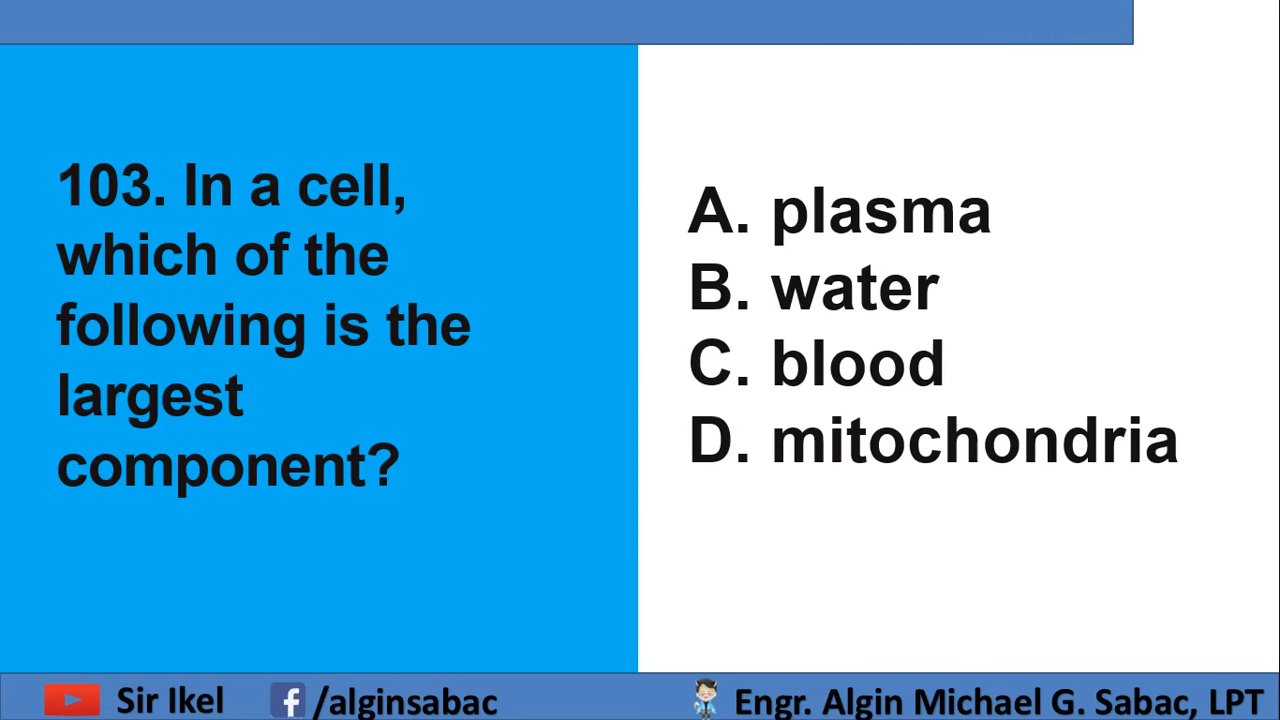 103. In a cell,
which of the
following is the
largest
component?
A. plasma
B. water
C. blood
D. mitochondria
Sir Ikel
/alginsabac
Engr. Algin Michael G. Sabac, LPT